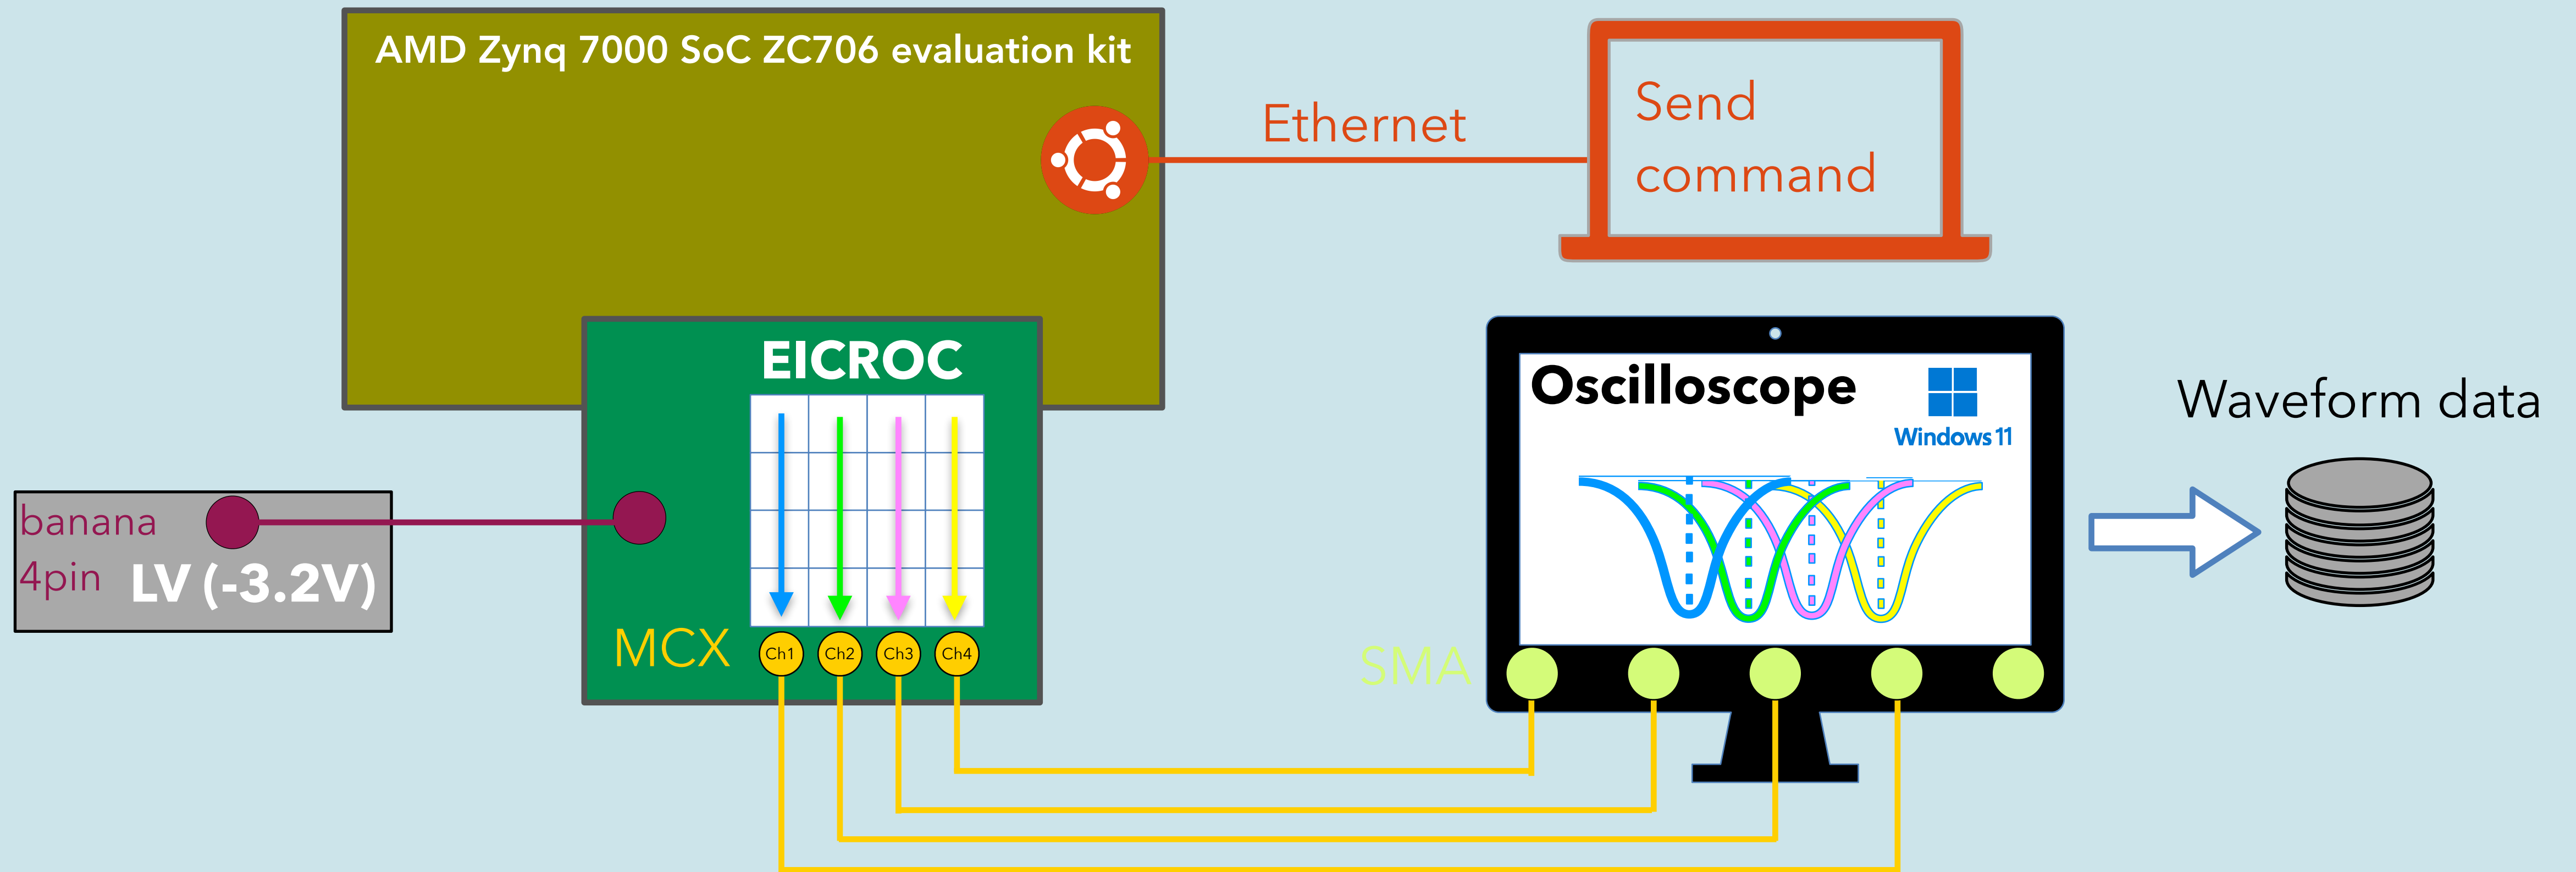 AMD Zynq 7000 SoC ZC706 evaluation kit
Ethernet
Send
command
EICROC
Oscilloscope
Windows 11
Waveform data
banana
4pin
LV (-3.2V)
MCX
Ch1
Ch2
Ch3
Ch4
SMA